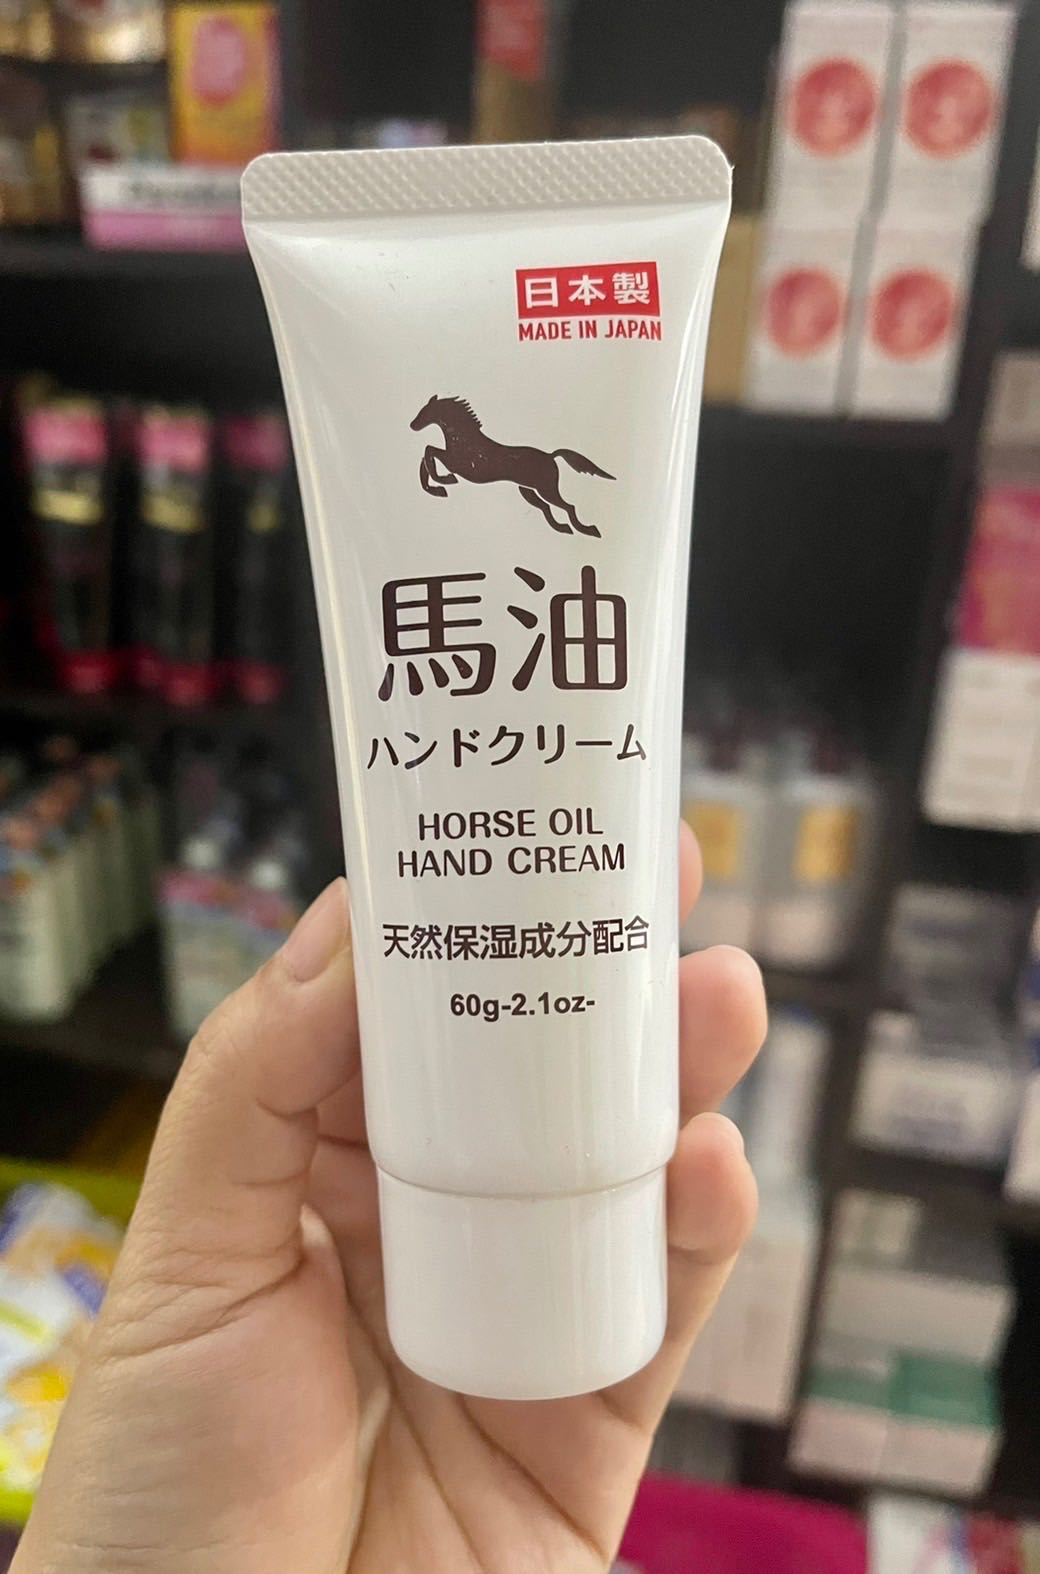 日本製
MADE IN JAPAN
馬油
ハンドクリーム
HORSE OIL
HAND CREAM
天然保湿成分配合
60g-2.1oz-